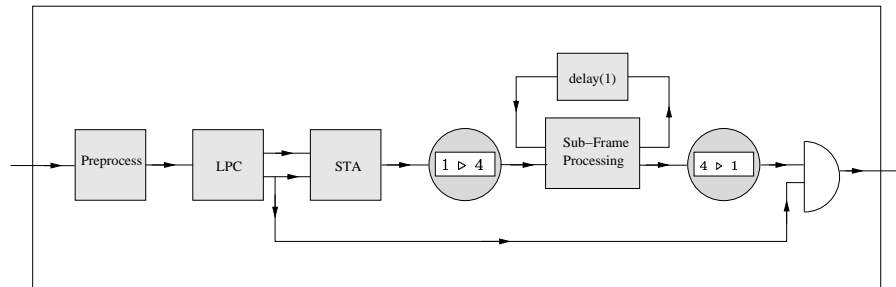 delay(1)
Preprocess
LPC
STA
1 ▷ 4
Sub−Frame
Processing
4 ▷ 1